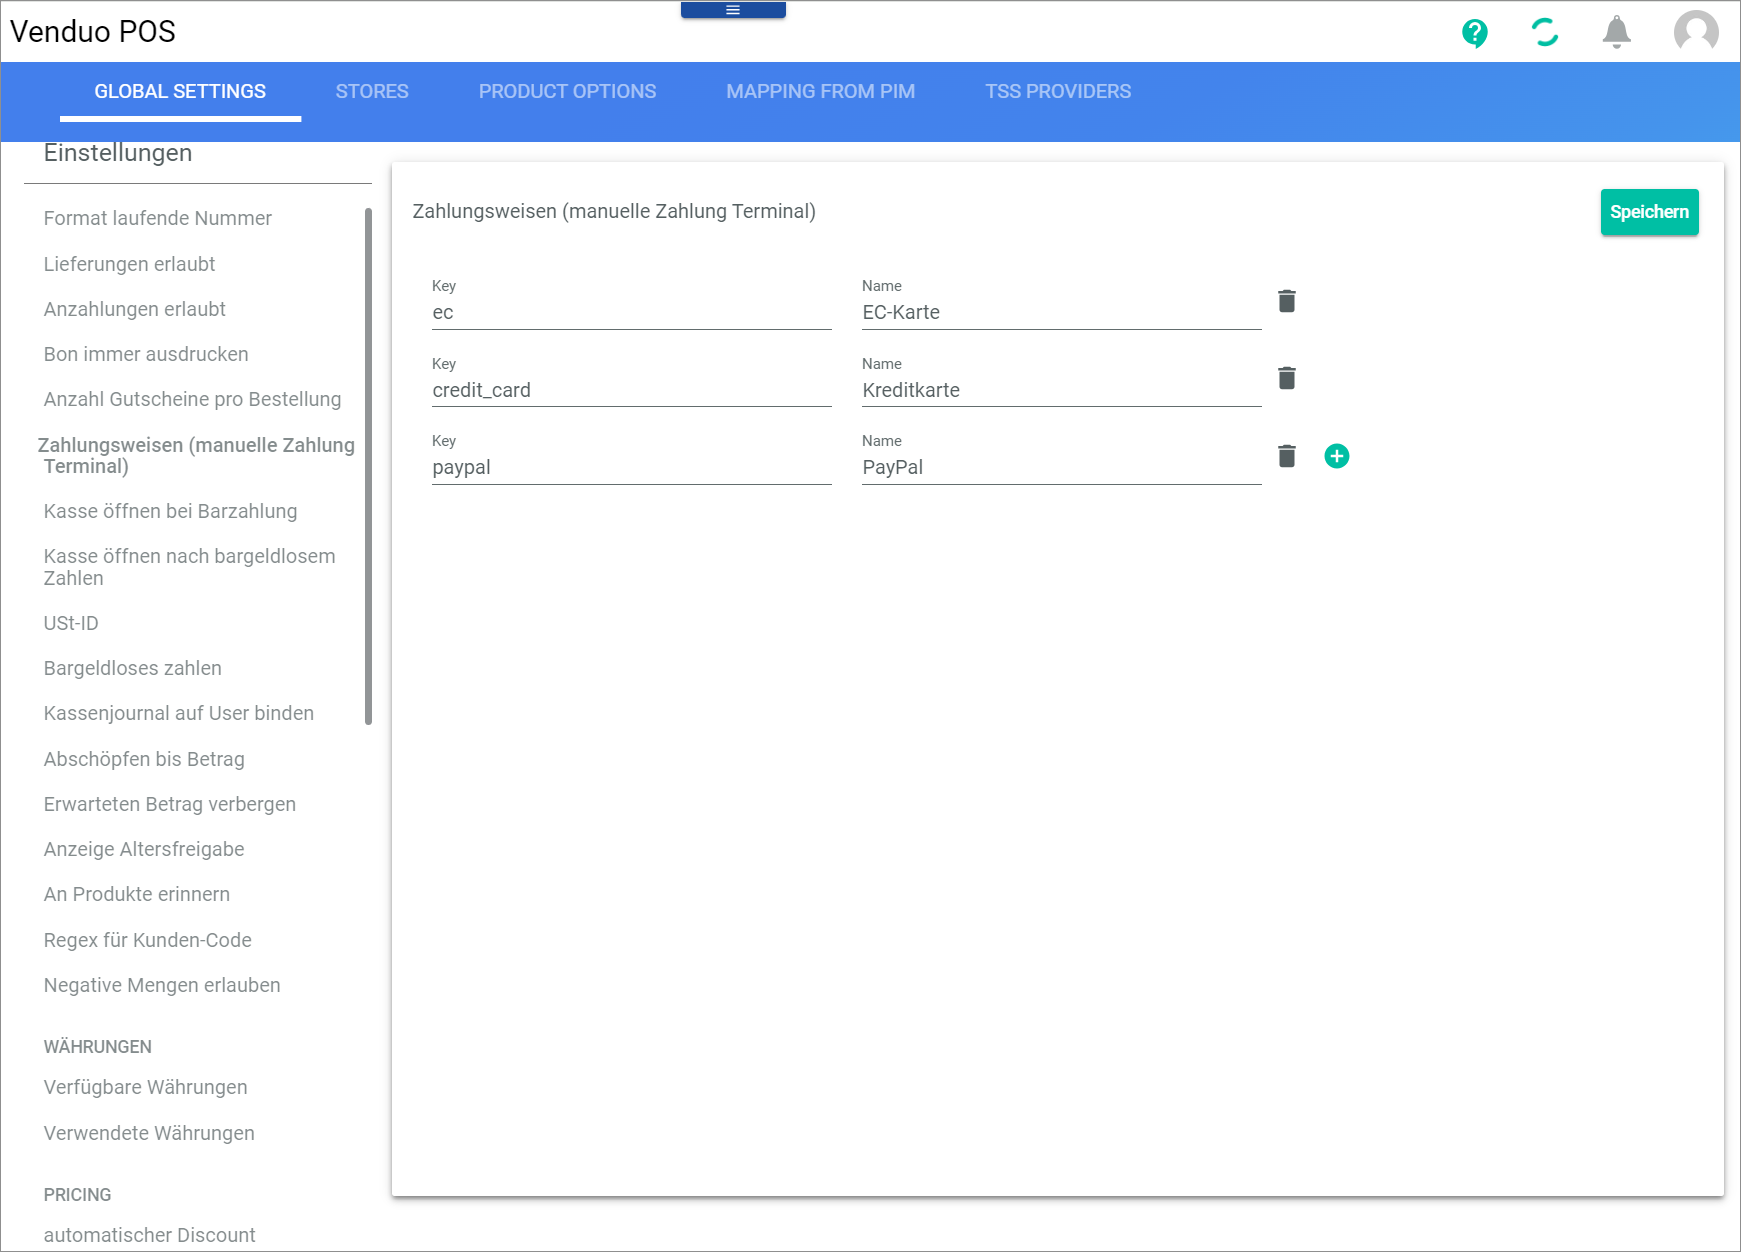 Venduo POS
GLOBAL SETTINGS
STORES
PRODUCT OPTIONS
MAPPING FROM PIM
TSS PROVIDERS
Einstellungen
Format laufende Nummer
Lieferungen erlaubt
Anzahlungen erlaubt
Bon immer ausdrucken
Anzahl Gutscheine pro Bestellung
Zahlungsweisen (manuelle Zahlung
Terminal)
Kasse öffnen bei Barzahlung
Kasse öffnen nach bargeldlosem
Zahlen
USt-ID
Bargeldloses zahlen
Kassenjournal auf User binden
Abschöpfen bis Betrag
Erwarteten Betrag verbergen
Anzeige Altersfreigabe
An Produkte erinnern
Regex für Kunden-Code
Negative Mengen erlauben
WÄHRUNGEN
Verfügbare Währungen
Verwendete Währungen
PRICING
automatischer Discount
Zahlungsweisen (manuelle Zahlung Terminal)
Speichern
Key
Name
ec
EC-Karte
Key
Name
credit_card
Kreditkarte
Key
Name
paypal
PayPal